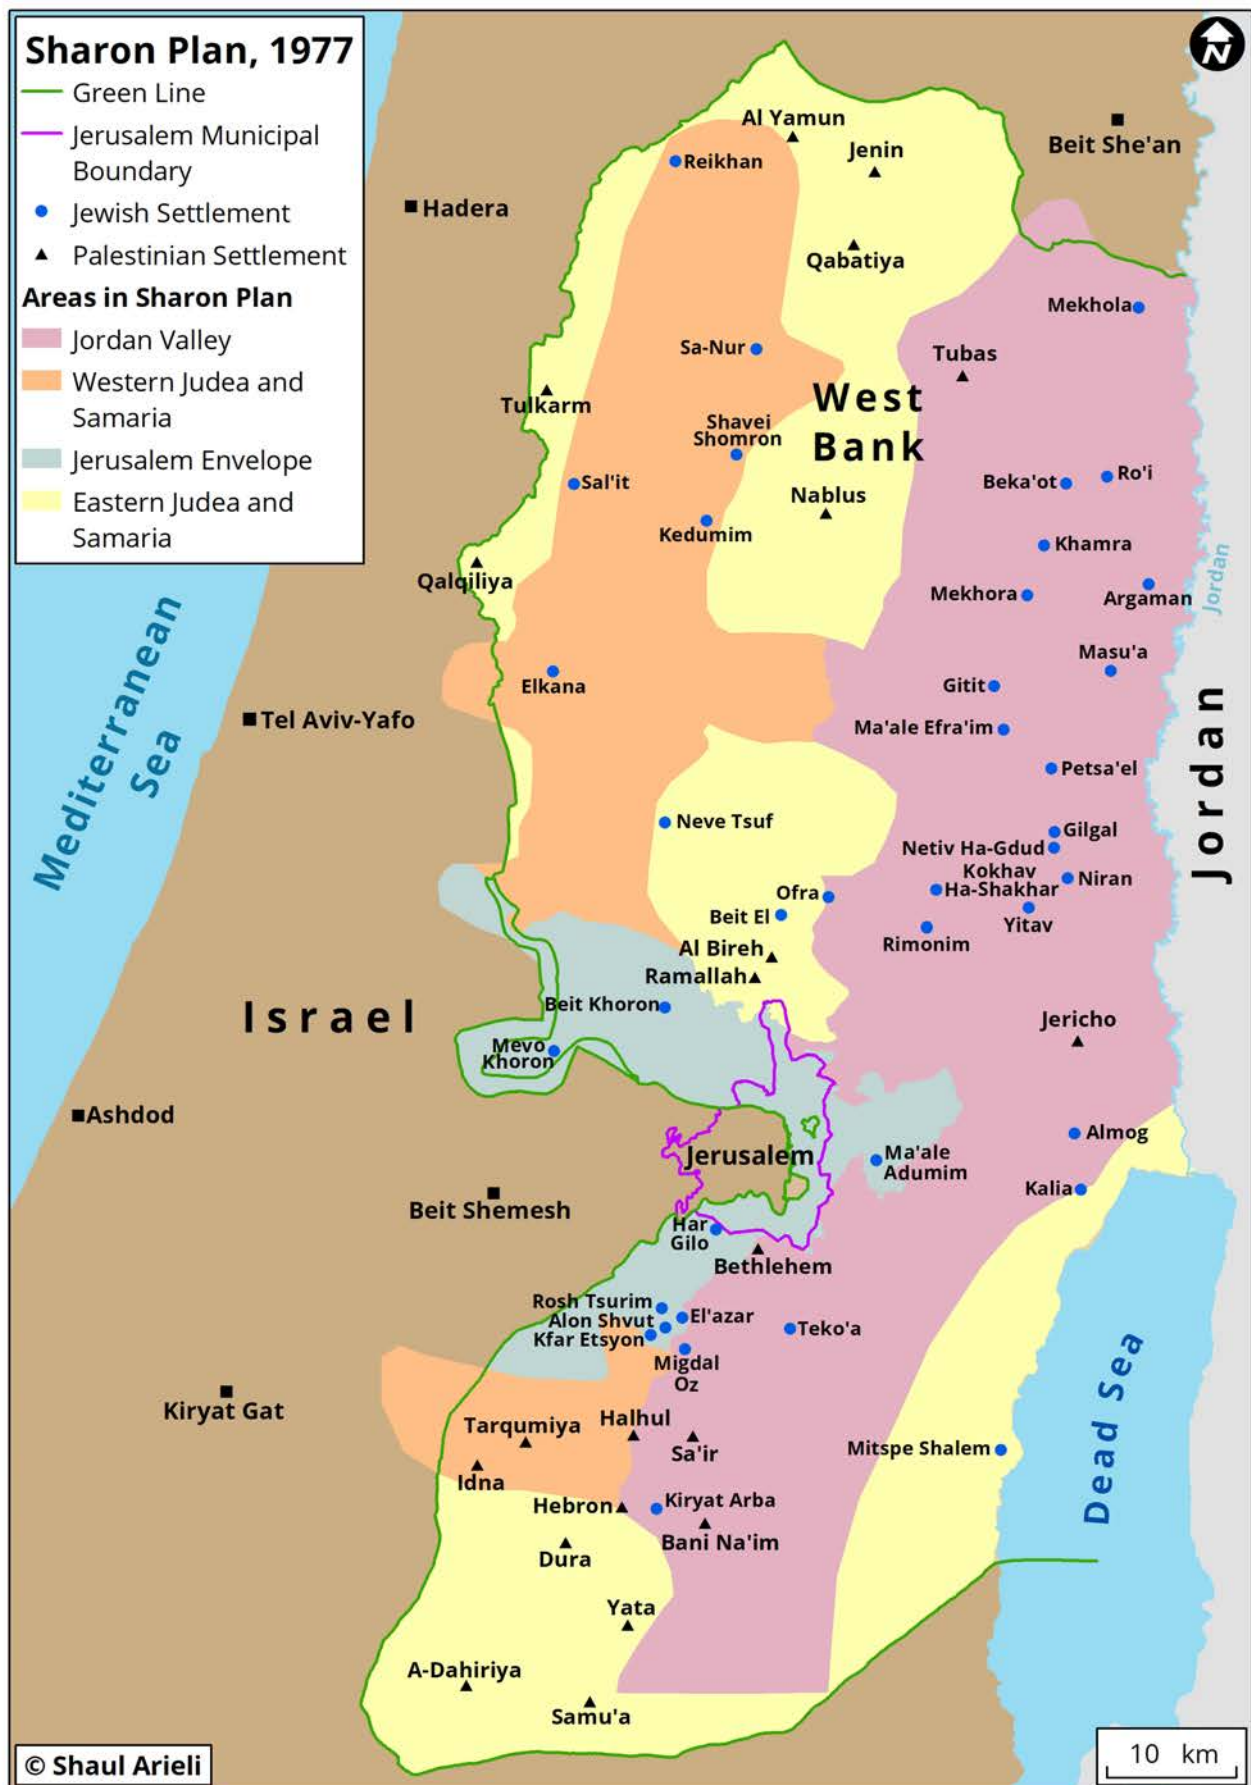 Sharon Plan, 1977
Green Line
Jerusalem Municipal
Boundary
Jewish Settlement
Palestinian Settlement
Areas in Sharon Plan
Jordan Valley
Western Judea and
Samaria
Jerusalem Envelope
Eastern Judea and
Samaria
N
Al Yamun
Jenin
Beit She'an
Reikhan
Hadera
Qabatiya
Mekhola
Sa-Nur
Tubas
West
Bank
Tulkarm
Shavei
Shomron
Sal'it
Beka'ot
Ro'i
Nablus
Kedumim
Khamra
Qalqiliya
Mekhora
Argaman
Jordan
Mediterranean
Sea
Masu'a
Elkana
Gitit
Tel Aviv-Yafo
Ma'ale Efra'im
Petsa'el
Jordan
Neve Tsuf
Gilgal
Netiv Ha-Gdud
Kokhav
Ha-Shakhar
Niran
Ofra
Beit El
Yitav
Rimonim
Al Bireh
Ramallah
Israel
Beit Khoron
Jericho
Mevo
Khoron
Ashdod
Almog
Jerusalem
Ma'ale
Adumim
Kalia
Beit Shemesh
Har
Gilo
Bethlehem
Rosh Tsurim
Alon Shvut
Kfar Etsyon
El'azar
Teko'a
Migdal
Oz
Dead Sea
Kiryat Gat
Tarqumiya
Halhul
Sa'ir
Mitspe Shalem
Idna
Hebron
Kiryat Arba
Bani Na'im
Dura
Yata
A-Dahiriya
Samu'a
© Shaul Arieli
10 km